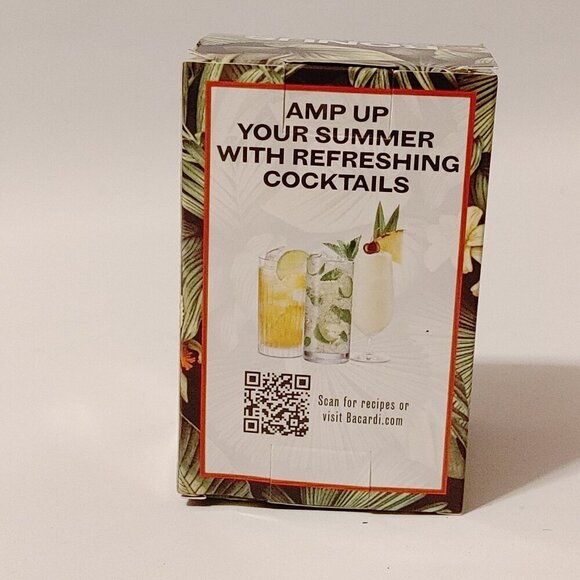 AMP UP
YOUR SUMMER
WITH REFRESHING
COCKTAILS
Scan for recipes or
visit Bacardi.com